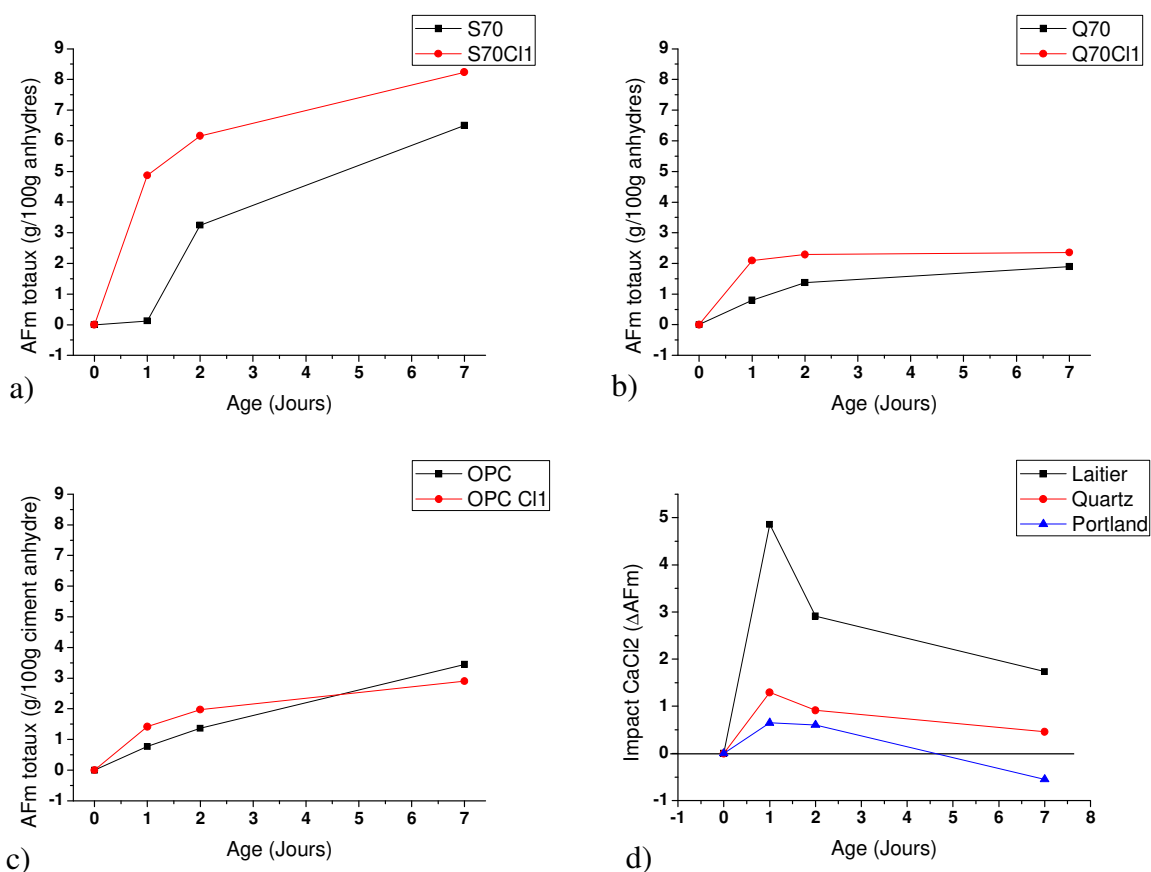 S70
S70Cl1
9
8
7
6
5
4
3
2
1
0
-1
AFm totaux (g/100g anhydres)
0 1 2 3 4 5 6 7
Age (Jours)
a)
Q70
Q70Cl1
9
8
7
6
5
4
3
2
1
0
-1
AFm totaux (g/100g anhydres)
0 1 2 3 4 5 6 7
Age (Jours)
b)
OPC
OPC Cl1
9
8
7
6
5
4
3
2
1
0
-1
AFm totaux (g/100g ciment anhydre)
0 1 2 3 4 5 6 7
Age (Jours)
c)
Laitier
Quartz
Portland
5
4
3
2
1
0
-1
Impact CaCl2 (ΔAFm)
-1 0 1 2 3 4 5 6 7 8
Age (Jours)
d)